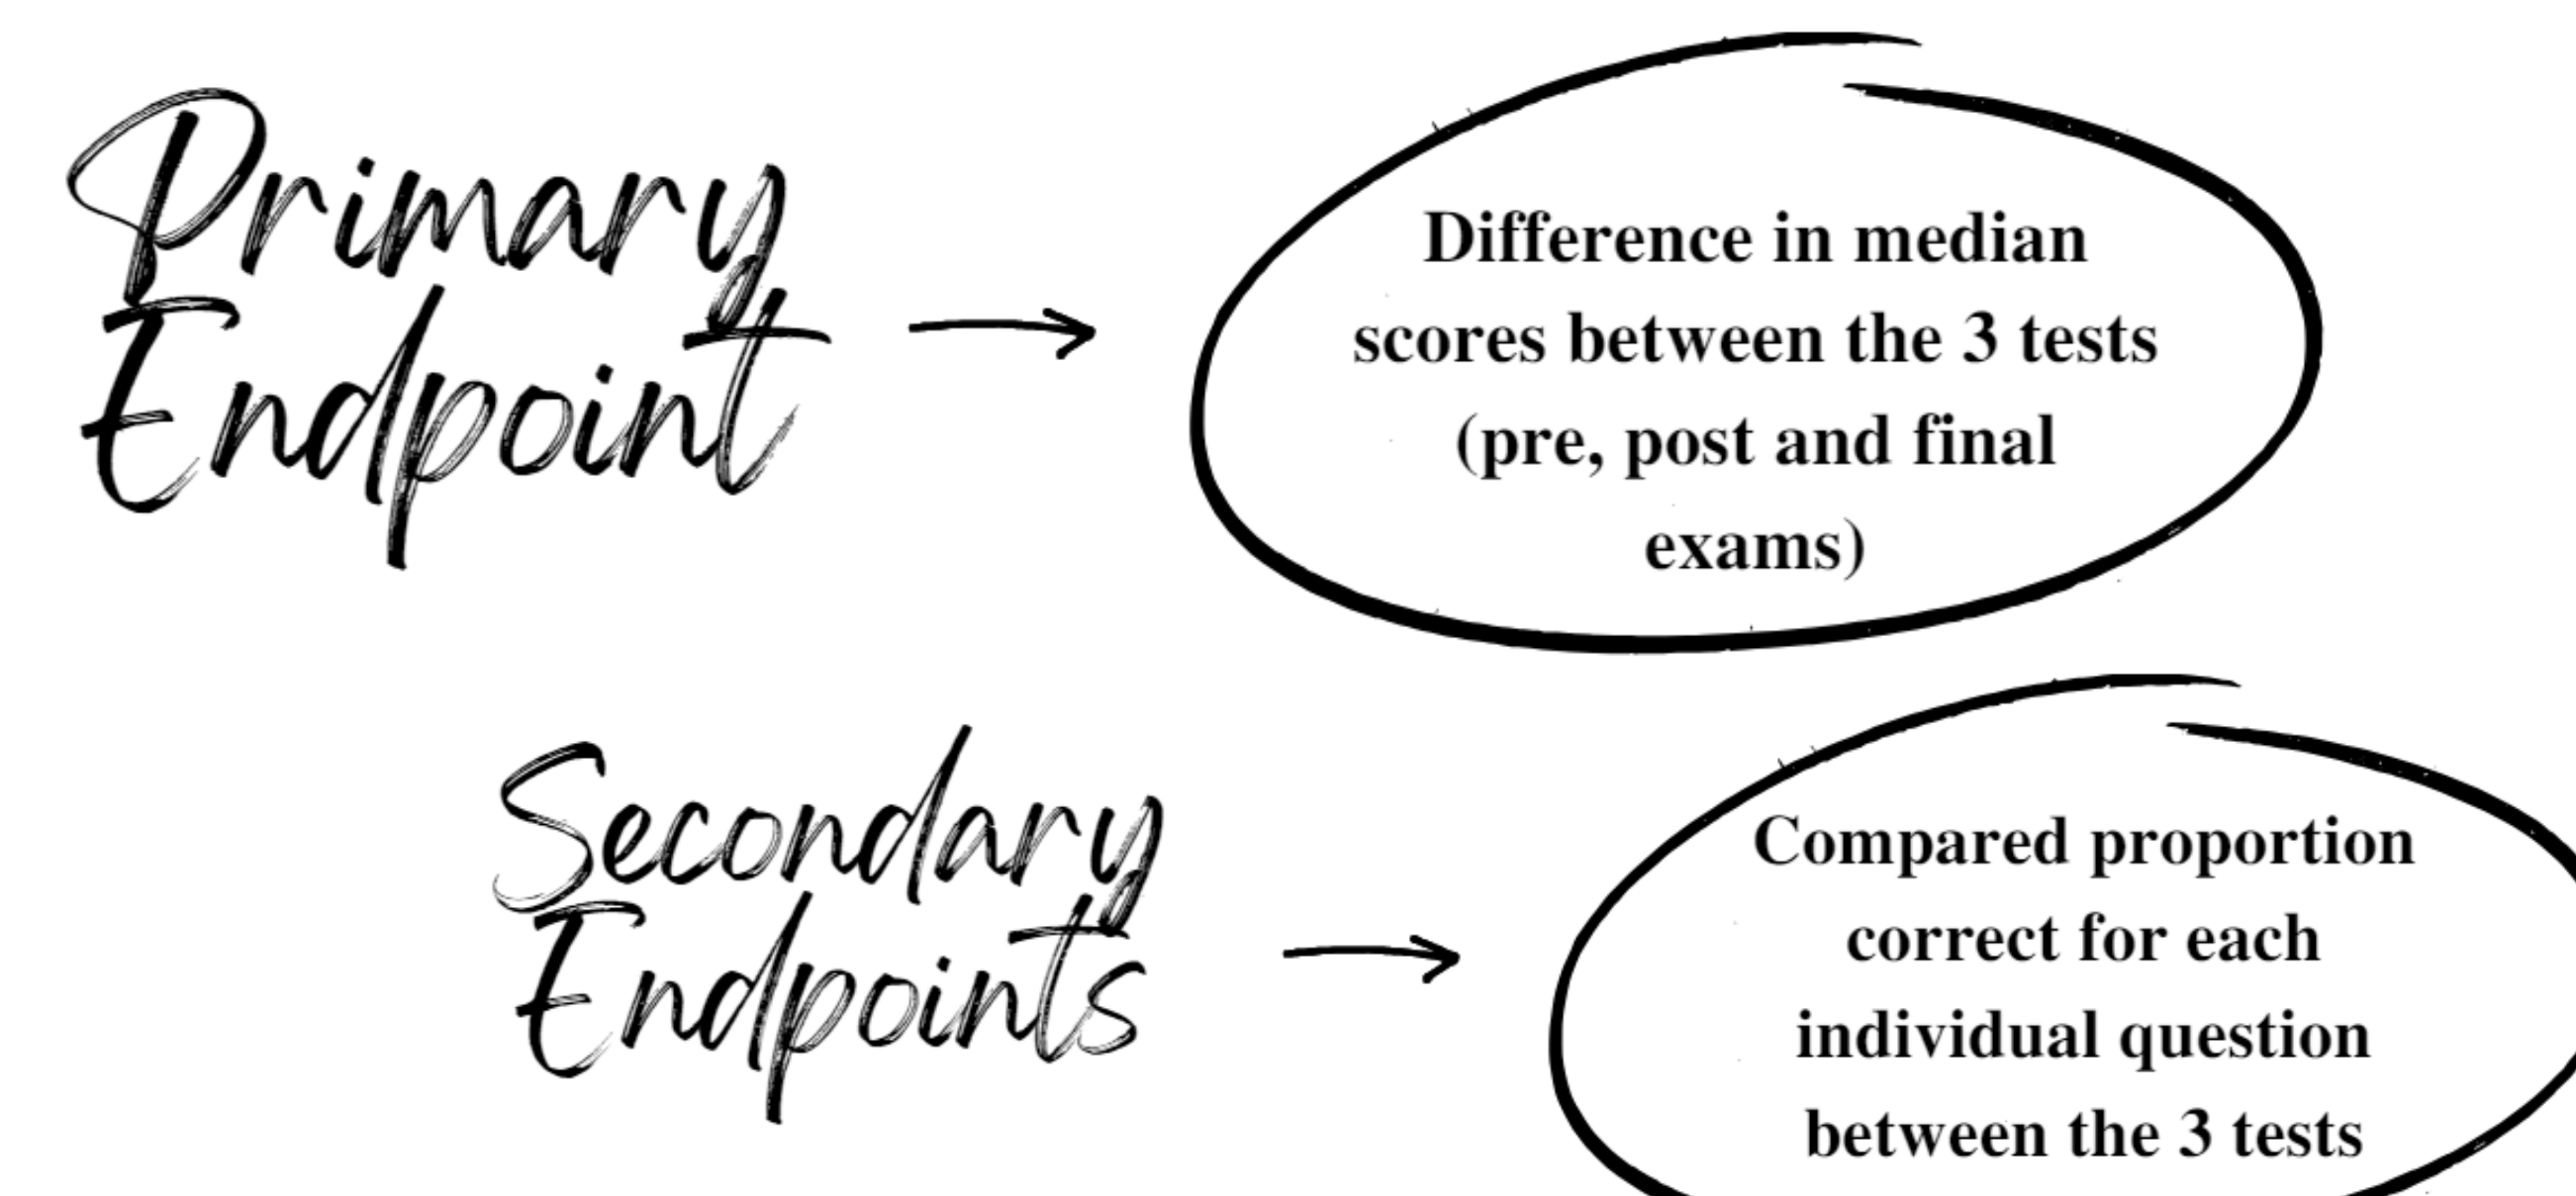 Primary
Endpoint
Difference in median
scores between the 3 tests
(pre, post and final
exams)
Secondary
Endpoints
Compared proportion
correct for each
individual question
between the 3 tests